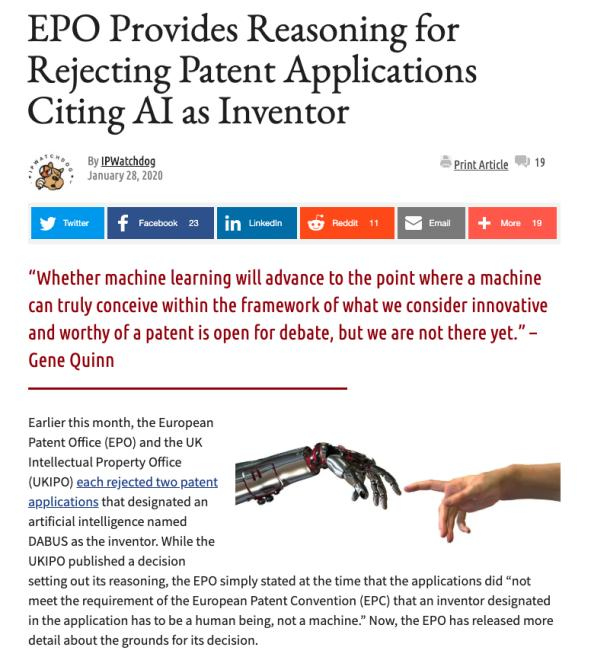 EPO Provides Reasoning for
Rejecting Patent Applications
Citing AI as Inventor
IPWATCHDOG
By IPWatchdog
January 28, 2020
Print Article 19
Twitter
Facebook 23
in LinkedIn
Reddit 11
Email
More 19
“Whether machine learning will advance to the point where a machine
can truly conceive within the framework of what we consider innovative
and worthy of a patent is open for debate, but we are not there yet.” –
Gene Quinn
Earlier this month, the European
Patent Office (EPO) and the UK
Intellectual Property Office
(UKIPO) each rejected two patent
applications that designated an
artificial intelligence named
DABUS as the inventor. While the
UKIPO published a decision
setting out its reasoning, the EPO simply stated at the time that the applications did “not
meet the requirement of the European Patent Convention (EPC) that an inventor designated
in the application has to be a human being, not a machine.” Now, the EPO has released more
detail about the grounds for its decision.